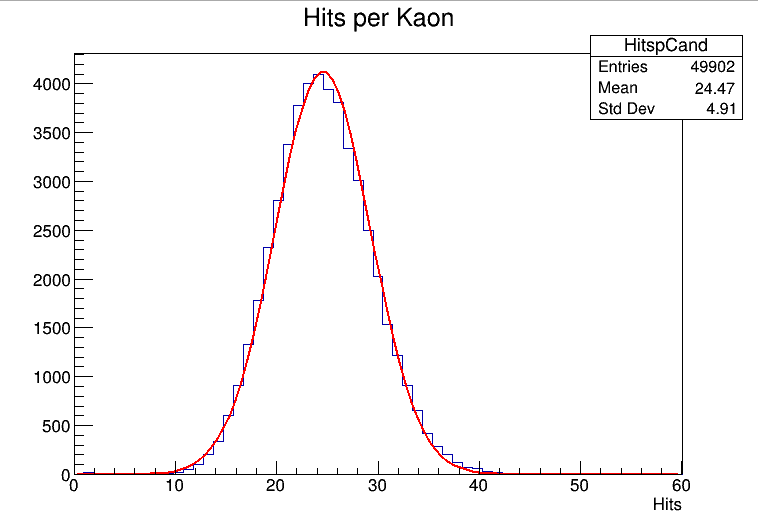 Hits per Kaon
HitspCand
Entries 49902
Mean 24.47
Std Dev 4.91
4000
3500
3000
2500
2000
1500
1000
500
0
0 10 20 30 40 50 60
Hits